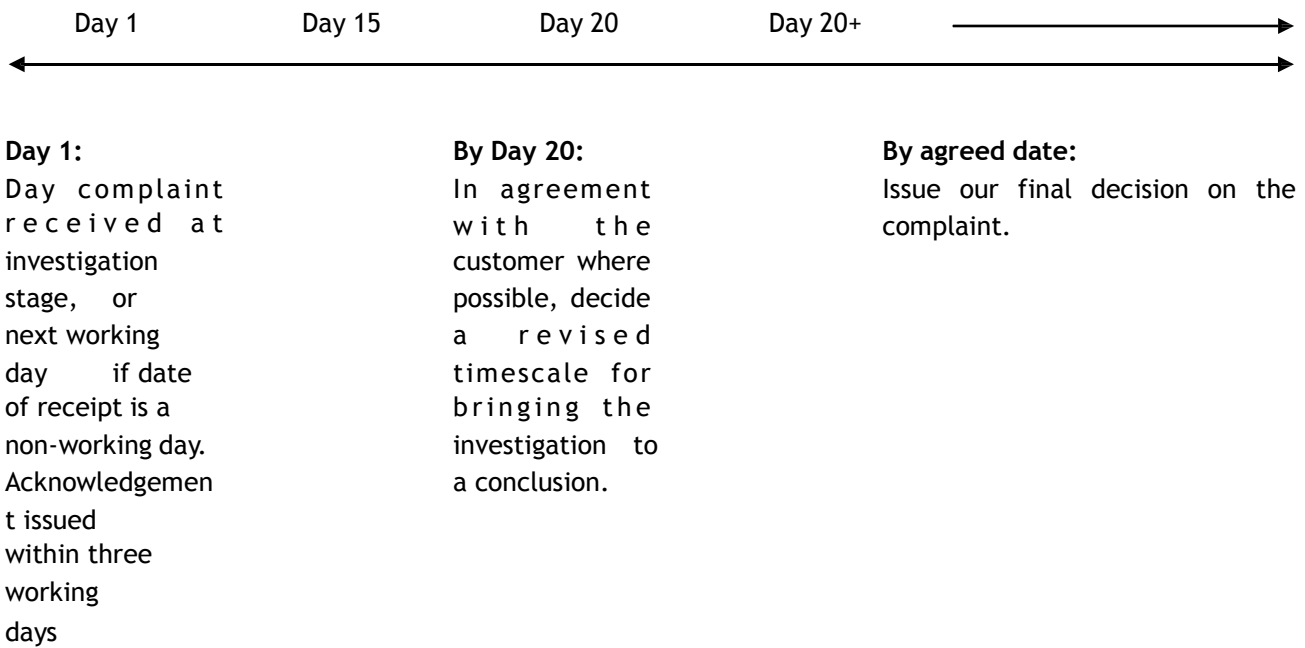 Day 1 Day 15 Day 20 Day 20+
Day 1:
Day complaint
received at
investigation
stage, or
next working
day if date
of receipt is a
non-working day.
Acknowledgemen
t issued
within three
working
days
By Day 20:
In agreement
with the
customer where
possible, decide
a revised
timescale for
bringing the
investigation to
a conclusion.
By agreed date:
Issue our final decision on the
complaint.